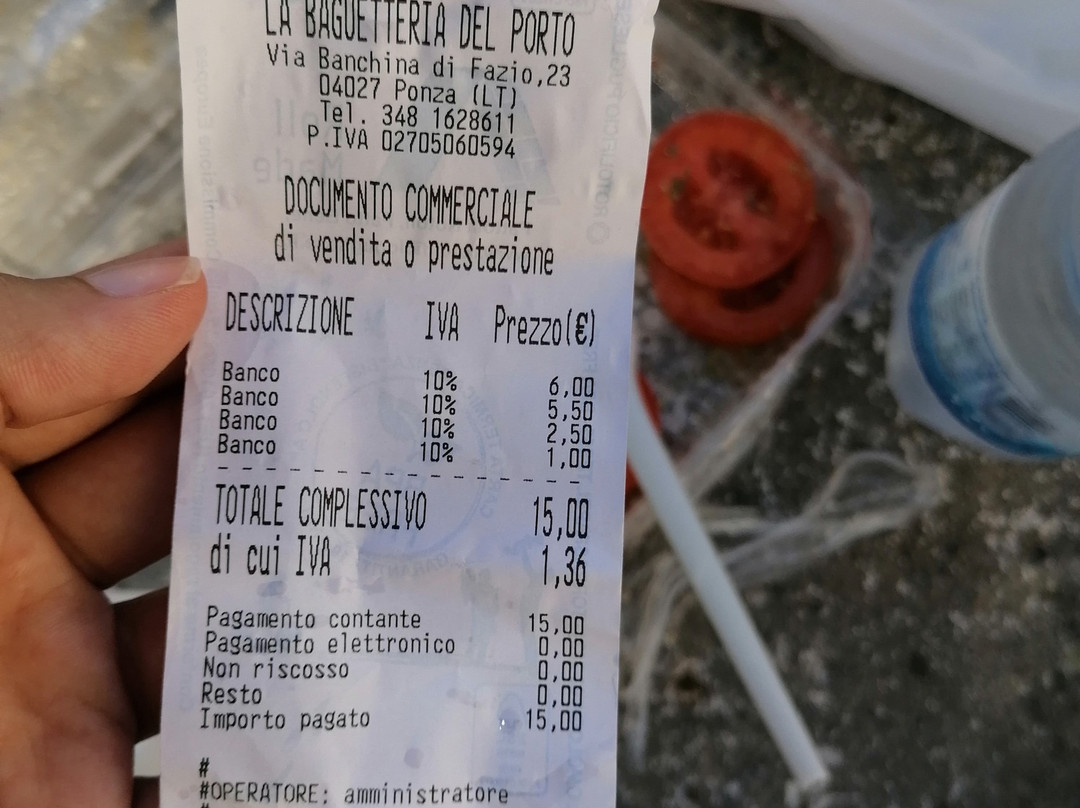 LA BAGUETTERIA DEL PORTO
Via Banchina di Fazio,23
04027 Ponza (LT)
Tel. 348 1628611
P.IVA 02705060594
DOCUMENTO COMMERCIALE
di vendita o prestazione
DESCRIZIONE IVA Prezzo(€)
Banco 10% 6,00
Banco 10% 5,50
Banco 10% 2,50
Banco 10% 1,00
TOTALE COMPLESSIVO 15,00
di cui IVA 1,36
Pagamento contante 15,00
Pagamento elettronico 0,00
Non riscosso 0,00
Resto 0,00
Importo pagato 15,00
#
#OPERATORE: amministratore
#